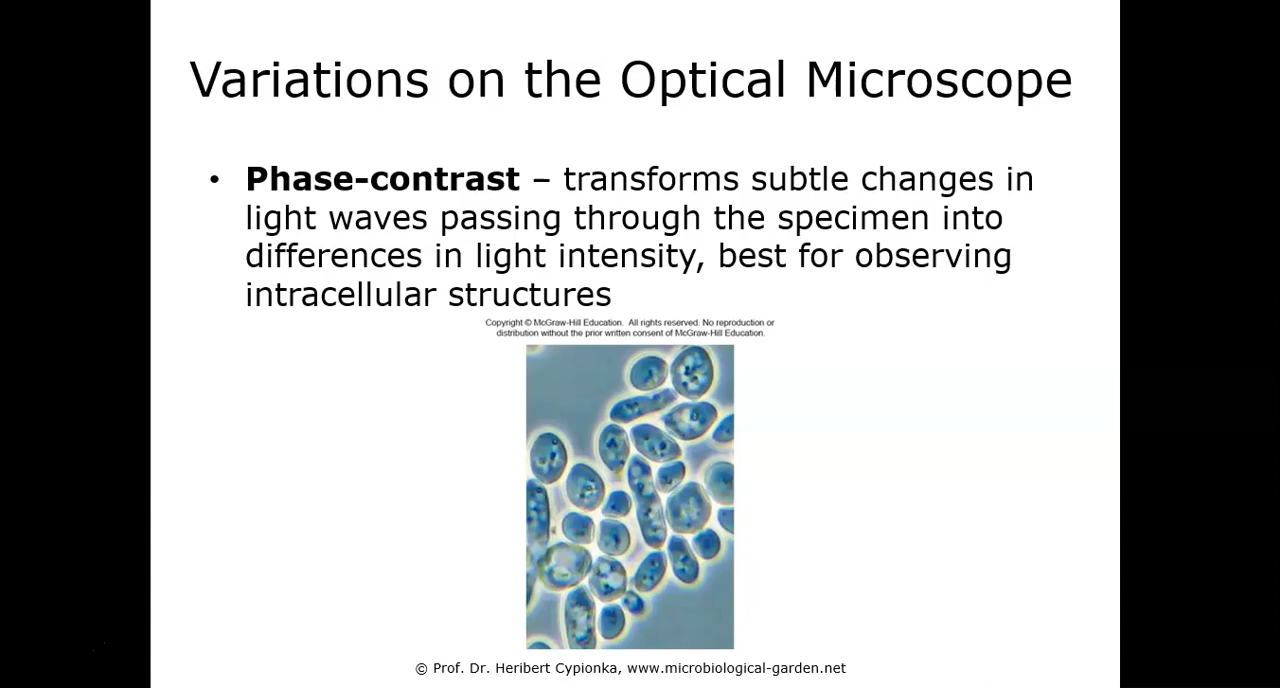 Variations on the Optical Microscope
• Phase-contrast – transforms subtle changes in
light waves passing through the specimen into
differences in light intensity, best for observing
intracellular structures
Copyright © McGraw-Hill Education. All rights reserved. No reproduction or
distribution without the prior written consent of McGraw-Hill Education.
© Prof. Dr. Heribert Cypionka, www.microbiological-garden.net